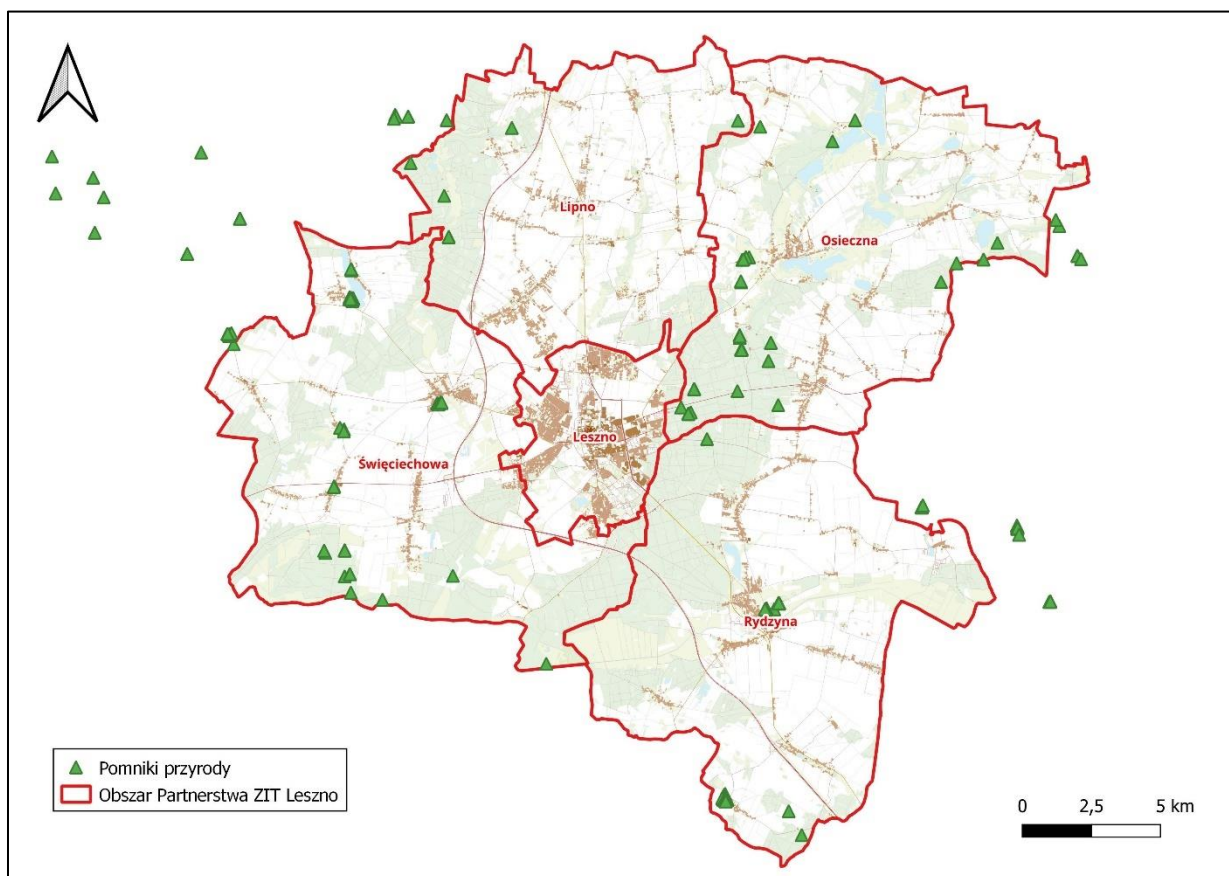 Lipno
Osieczna
Leszno
Święciechowa
Rydzyna
Pomniki przyrody
Obszar Partnerstwa ZIT Leszno
0 2,5 5 km